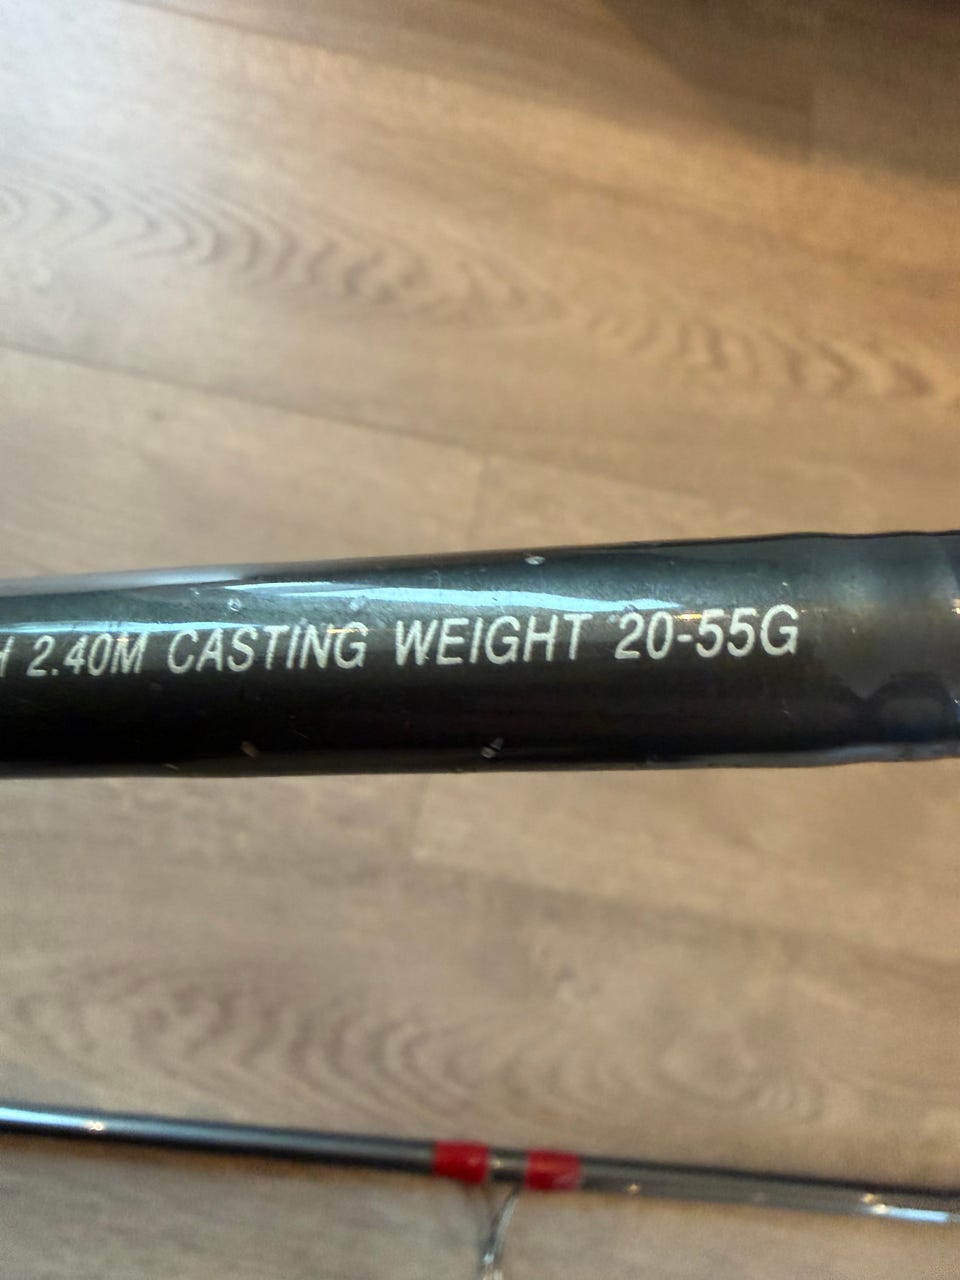 H 2.40M CASTING WEIGHT 20-55G